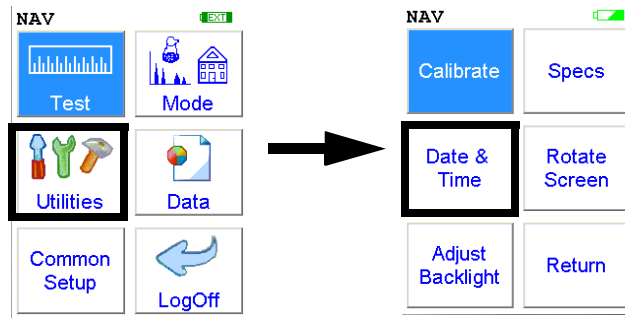 NAV
EXT
Test
Mode
Utilities
Data
Common
Setup
LogOff
NAV
Calibrate
Specs
Date &
Time
Rotate
Screen
Adjust
Backlight
Return